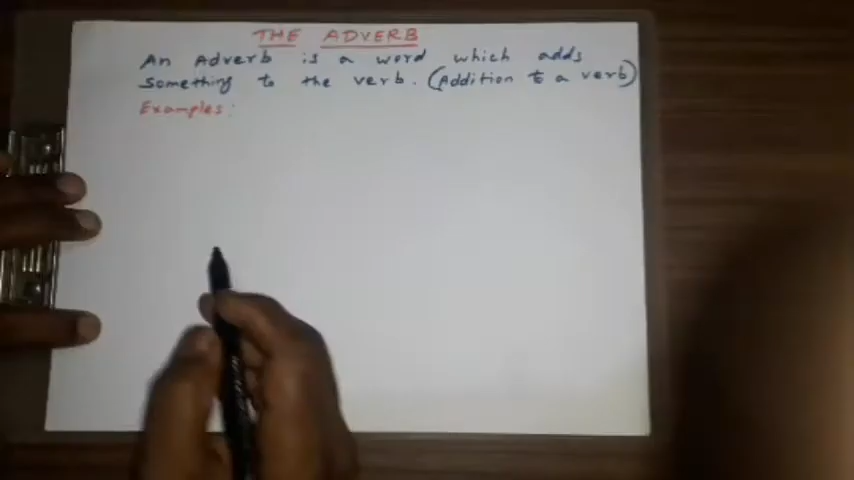 THE ADVERB
An Adverb is a word which adds
Something to the verb. (Addition to a verb)
Examples: